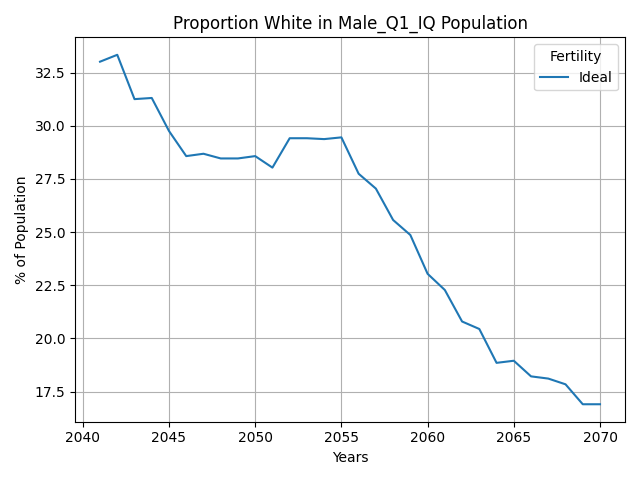 Proportion White in Male_Q1_IQ Population
Fertility
Ideal
32.5
30.0
27.5
25.0
22.5
20.0
17.5
% of Population
2040
2045
2050
2055
2060
2065
2070
Years